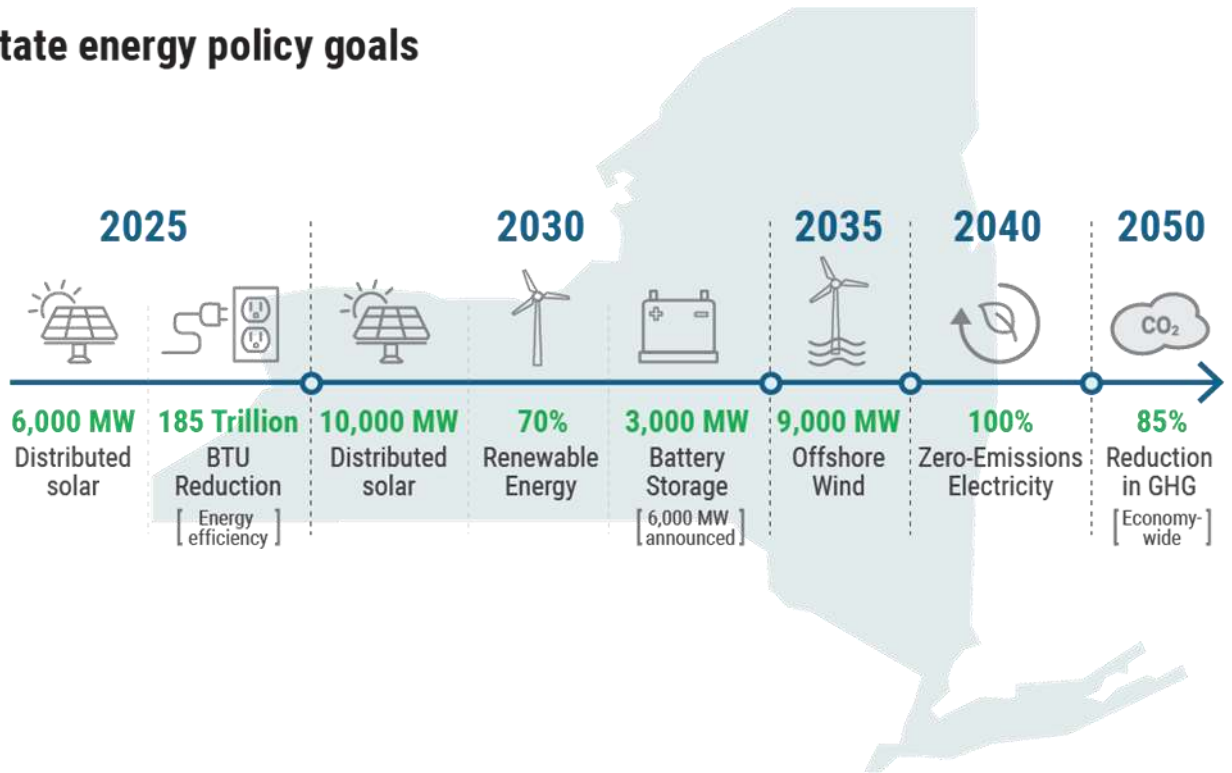 tate energy policy goals
2025
2030
2035
2040
2050
+ -
CO₂
6,000 MW
Distributed
solar
185 Trillion
BTU
Reduction
[Energy
efficiency]
10,000 MW
Distributed
solar
70%
Renewable
Energy
3,000 MW
Battery
Storage
[6,000 MW
announced]
9,000 MW
Offshore
Wind
100%
Zero-Emissions
Electricity
85%
Reduction
in GHG
[Economy-
wide]